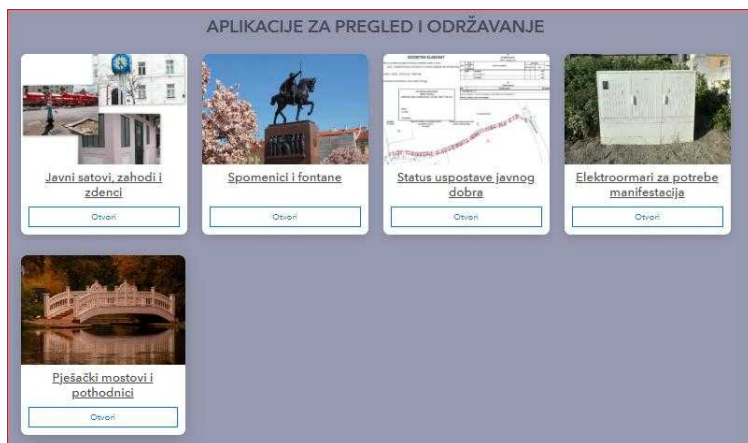 APLIKACIJE ZA PREGLED I ODRŽAVANJE
Javni satovi, zahodi i
zdenci
Otvori
Spomenici i fontane
Otvori
Status uspostave javnog
dobra
Otvori
Elektroormari za potrebe
manifestacija
Otvori
Pješački mostovi i
pothodnici
Otvori